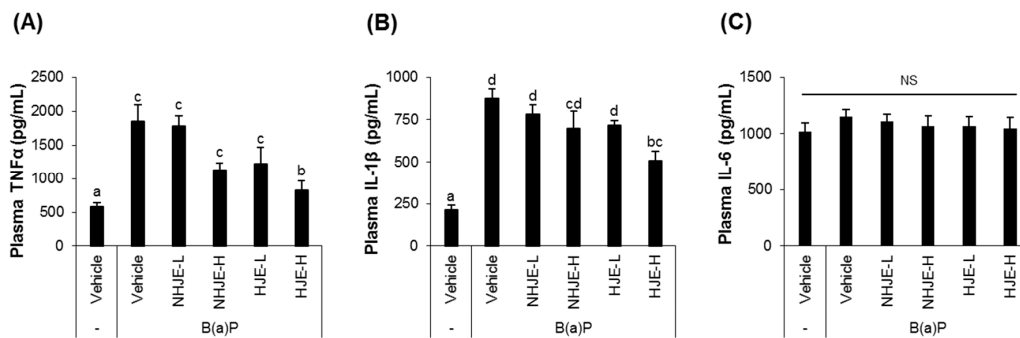 (A)
Plasma TNFα (pg/mL)
2500
2000
1500
1000
500
0
a
c
c
c
c
b
Vehicle
Vehicle
NHJE-L
NHJE-H
HJE-L
HJE-H
-
B(a)P
(B)
Plasma IL-1β (pg/mL)
1000
750
500
250
0
a
d
d
cd
d
bc
Vehicle
Vehicle
NHJE-L
NHJE-H
HJE-L
HJE-H
-
B(a)P
(C)
Plasma IL-6 (pg/mL)
1500
1000
500
0
NS
Vehicle
Vehicle
NHJE-L
NHJE-H
HJE-L
HJE-H
-
B(a)P